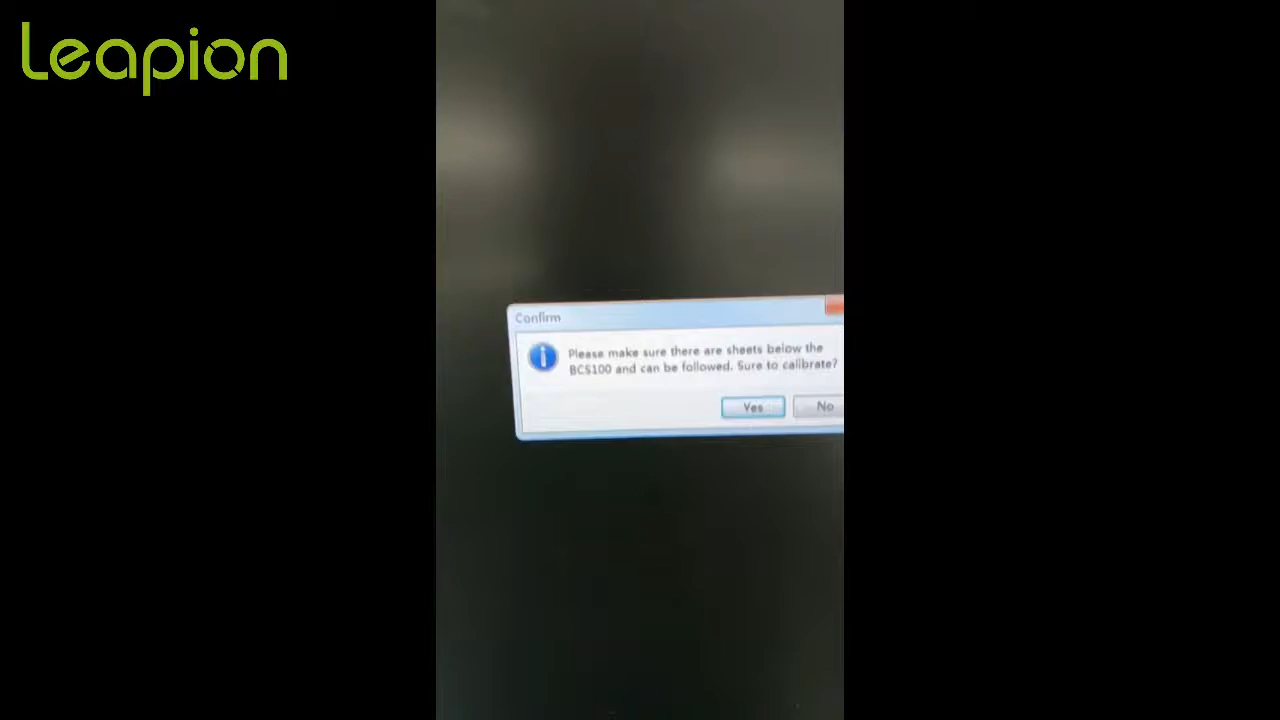 Leapion
Confirm
Please make sure there are sheets below the
BCS100 and can be followed. Sure to calibrate?
Yes
No